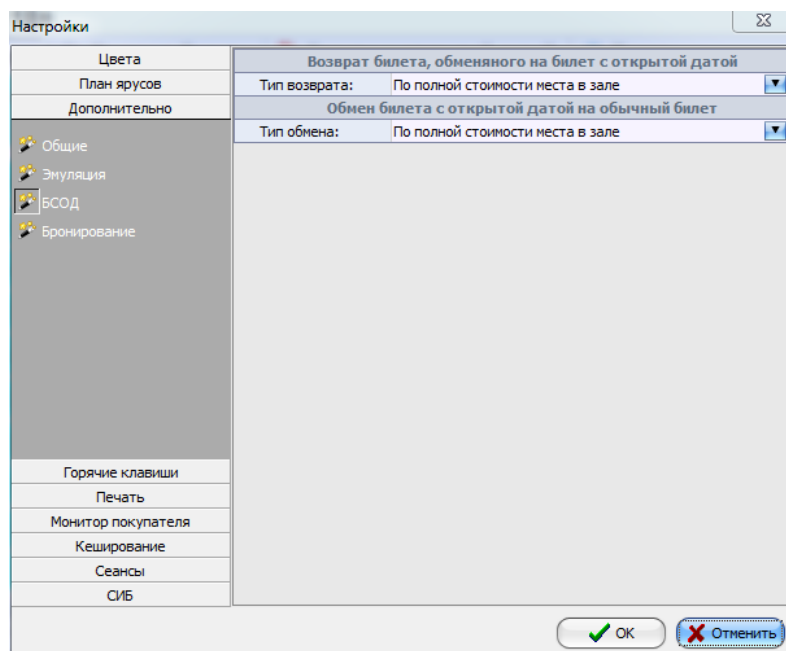 Настройки
Цвета
План ярусов
Дополнительно
Общие
Эмуляция
БСОД
Бронирование
Горячие клавиши
Печать
Монитор покупателя
Кеширование
Сеансы
СИБ
Возврат билета, обменяного на билет с открытой датой
Тип возврата: По полной стоимости места в зале
Обмен билета с открытой датой на обычный билет
Тип обмена: По полной стоимости места в зале
OK
Отменить